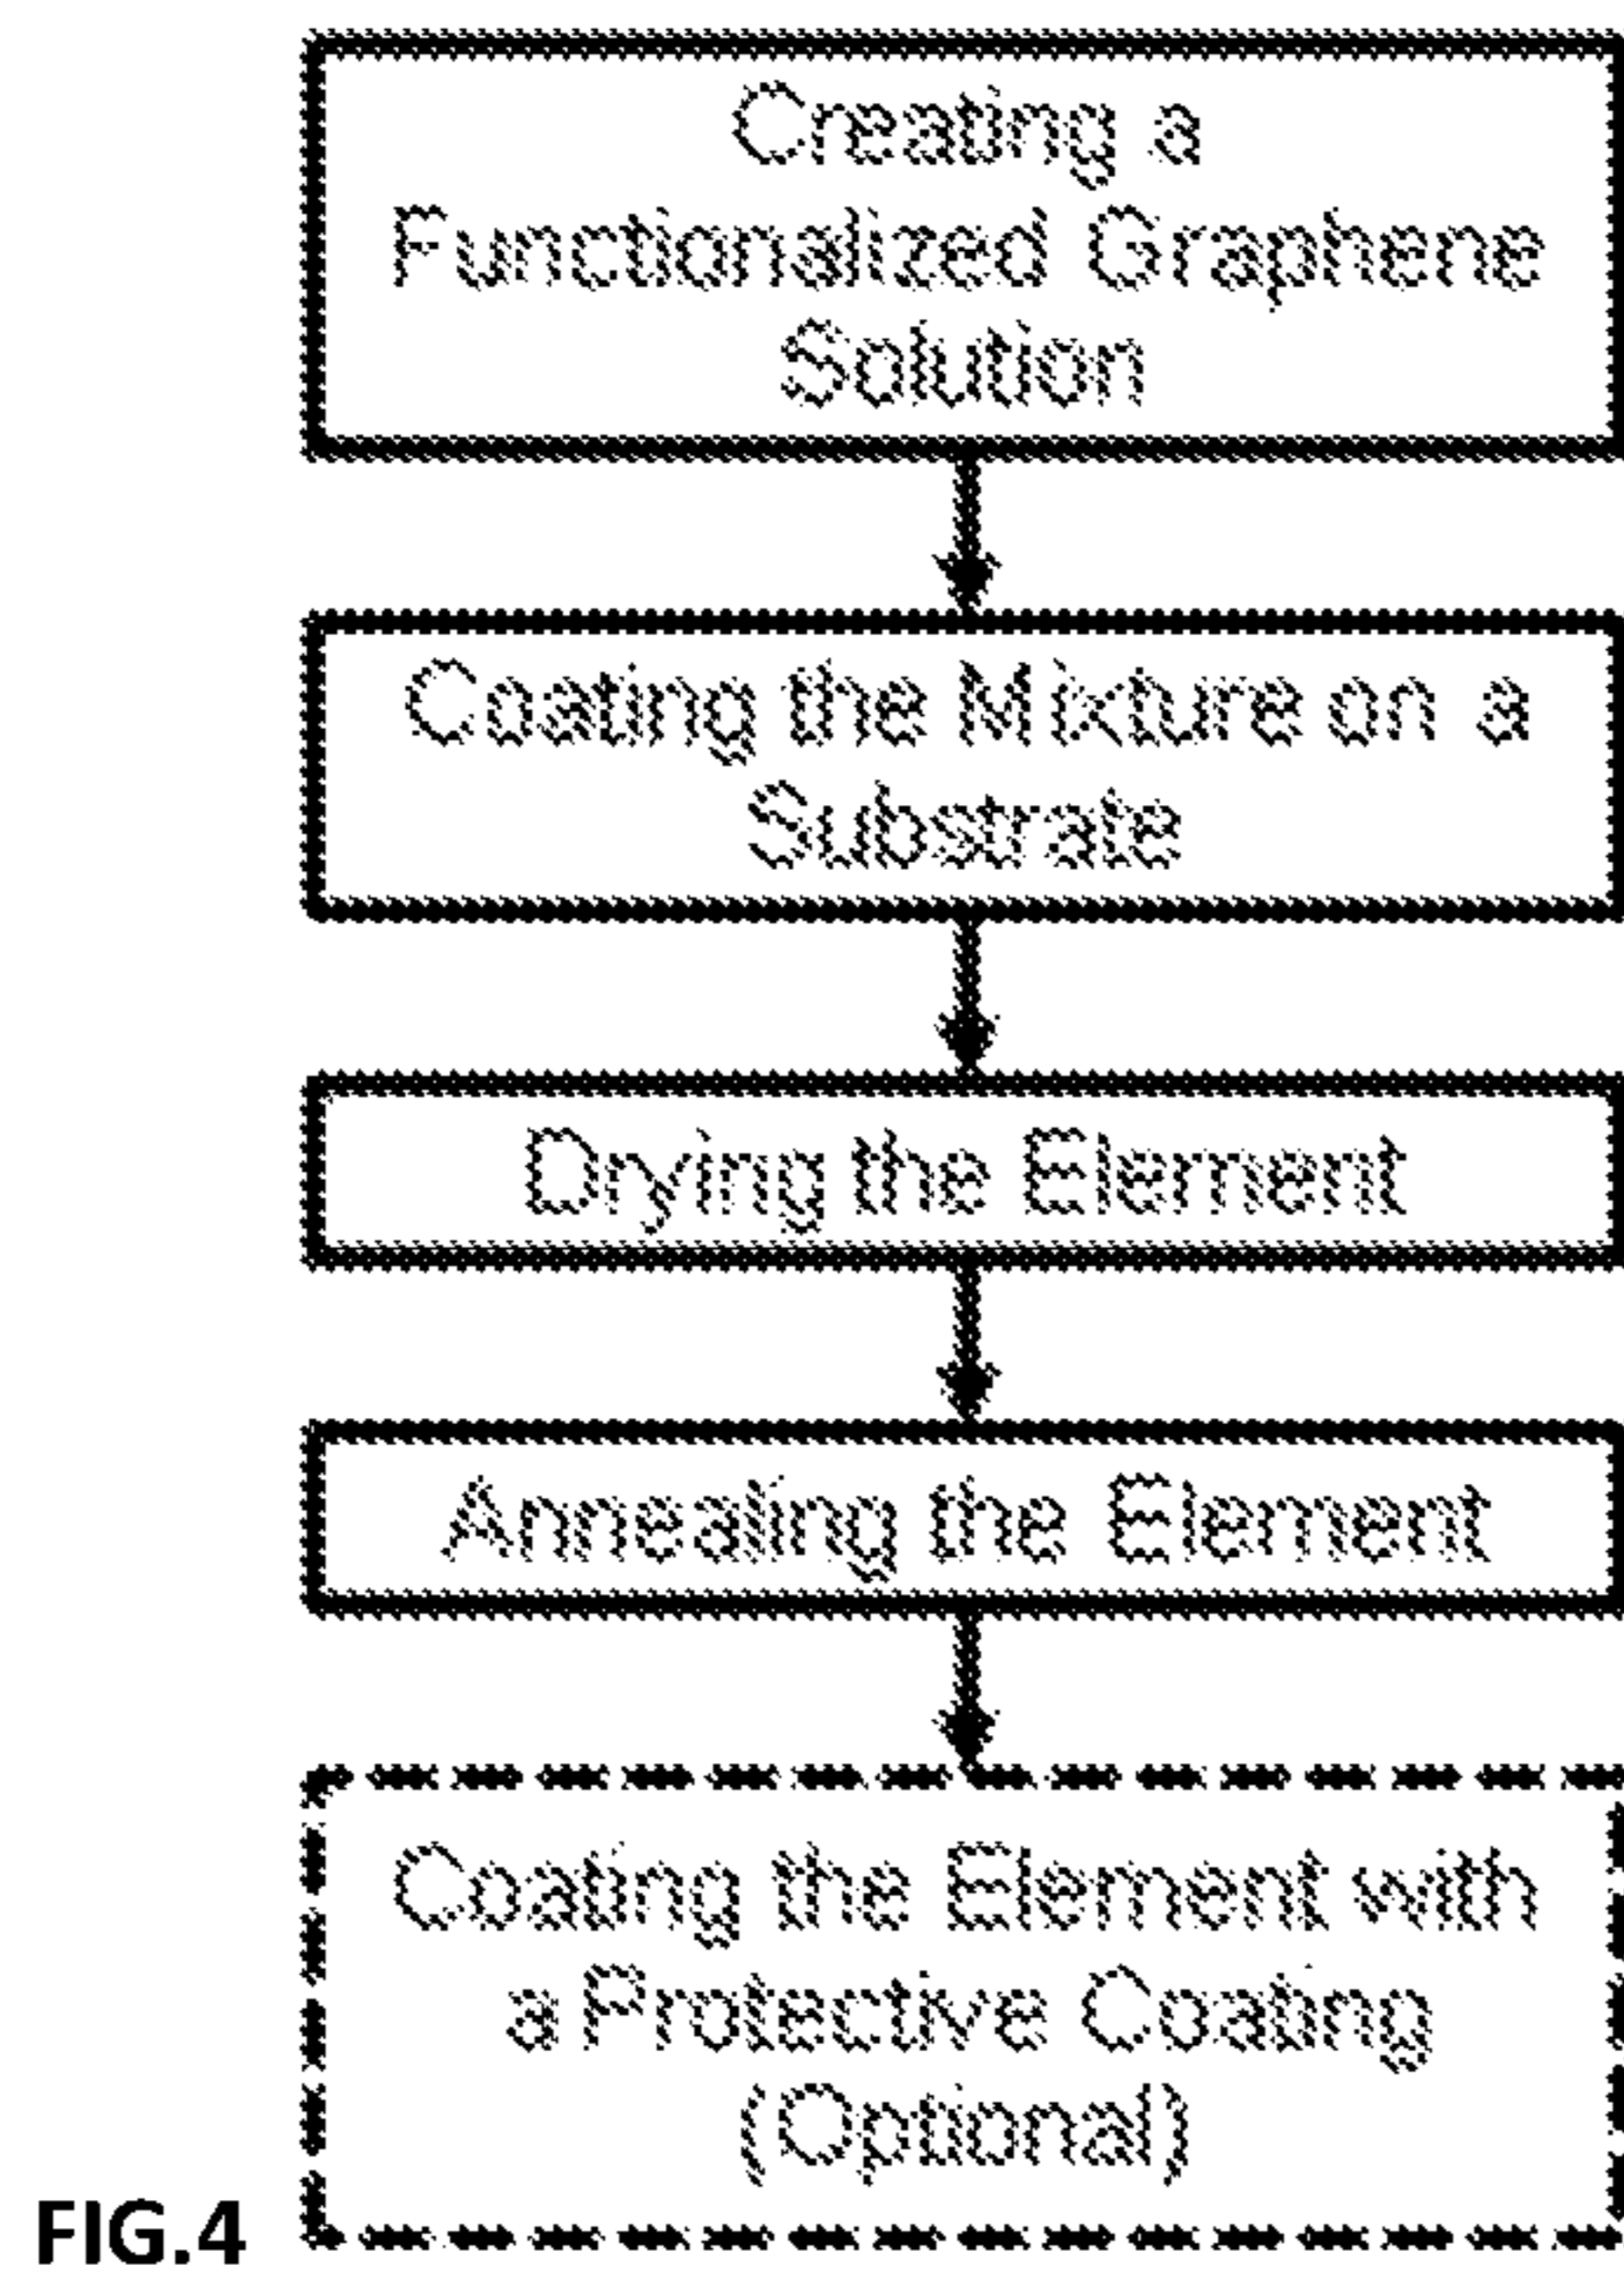 Creating a
Functionalized Graphene
Solution
Coating the Mixture on a
Substrate
Drying the Element
Annealing the Element
Coating the Element with
a Protective Coating
(Optional)
FIG.4